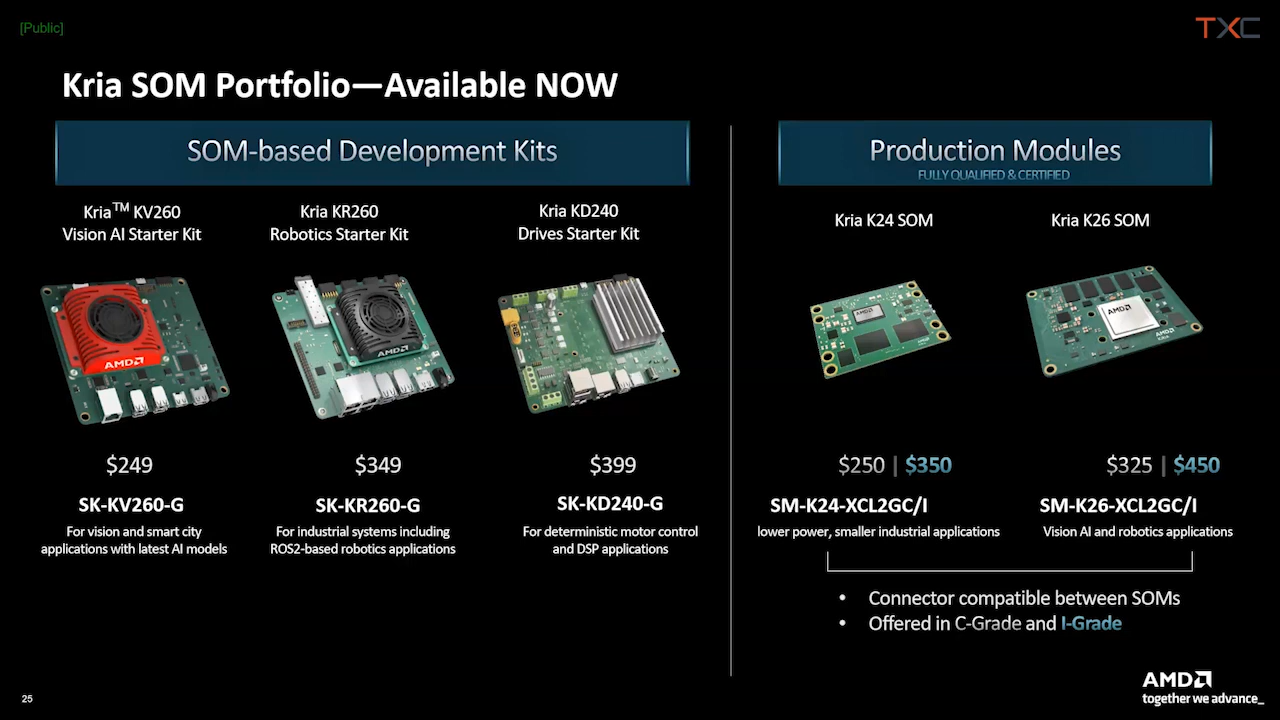 [Public]
TXC
Kria SOM Portfolio—Available NOW
SOM-based Development Kits
Kria™ KV260
Vision AI Starter Kit
Kria KR260
Robotics Starter Kit
Kria KD240
Drives Starter Kit
AMD
AMD
$249
$349
$399
SK-KV260-G
SK-KR260-G
SK-KD240-G
For vision and smart city
applications with latest AI models
For industrial systems including
ROS2-based robotics applications
For deterministic motor control
and DSP applications
Production Modules
FULLY QUALIFIED & CERTIFIED
Kria K24 SOM
Kria K26 SOM
AMD
AMD
AMD
$250 | $350
$325 | $450
SM-K24-XCL2GC/I
SM-K26-XCL2GC/I
lower power, smaller industrial applications
Vision AI and robotics applications
• Connector compatible between SOMs
• Offered in C-Grade and I-Grade
25
AMD
together we advance_